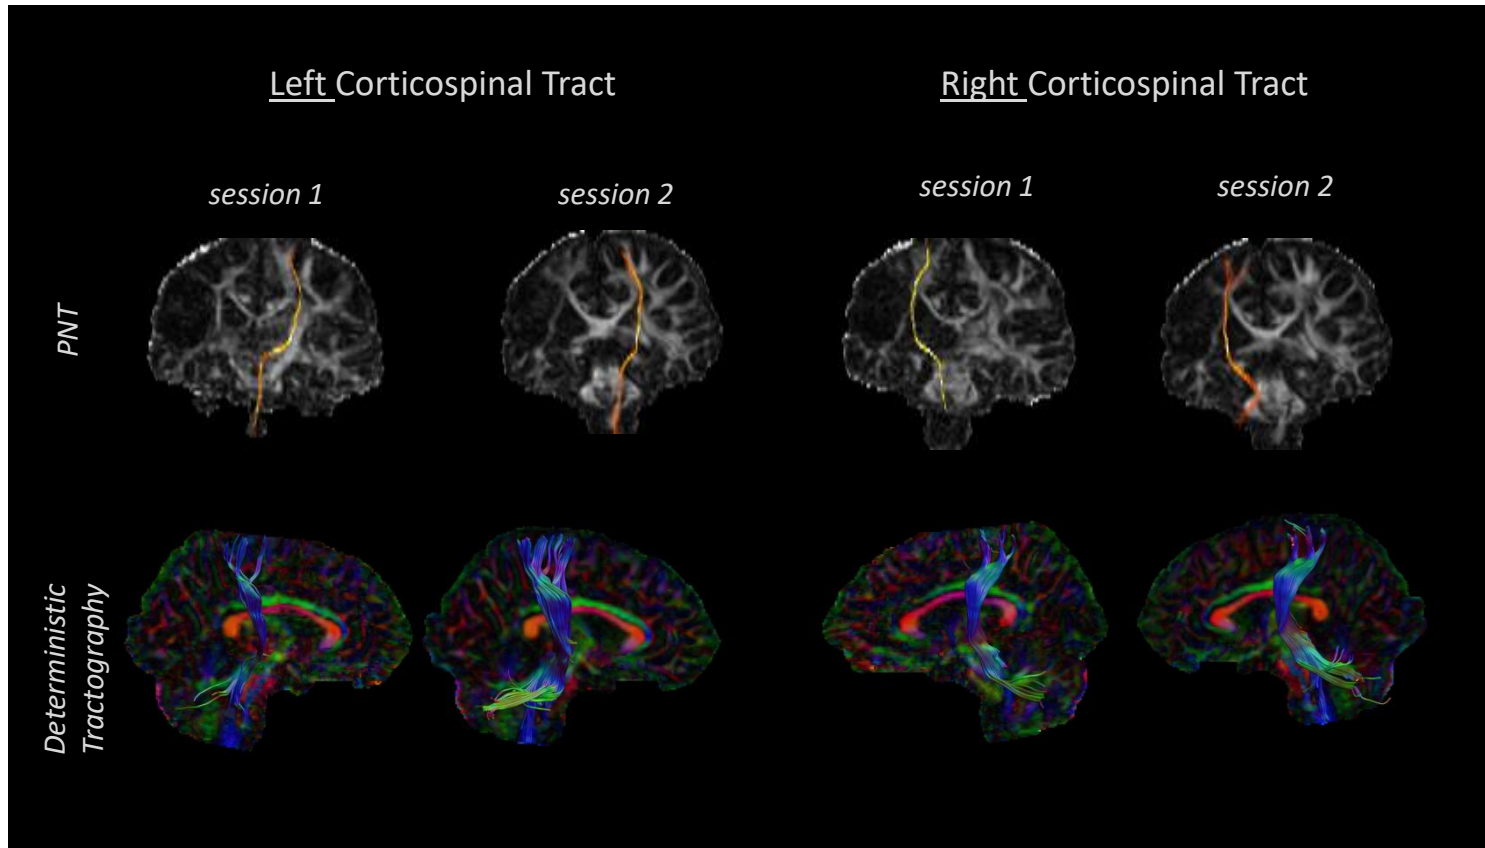 Left Corticospinal Tract
Right Corticospinal Tract
session 1
session 2
session 1
session 2
PNT
Deterministic
Tractography